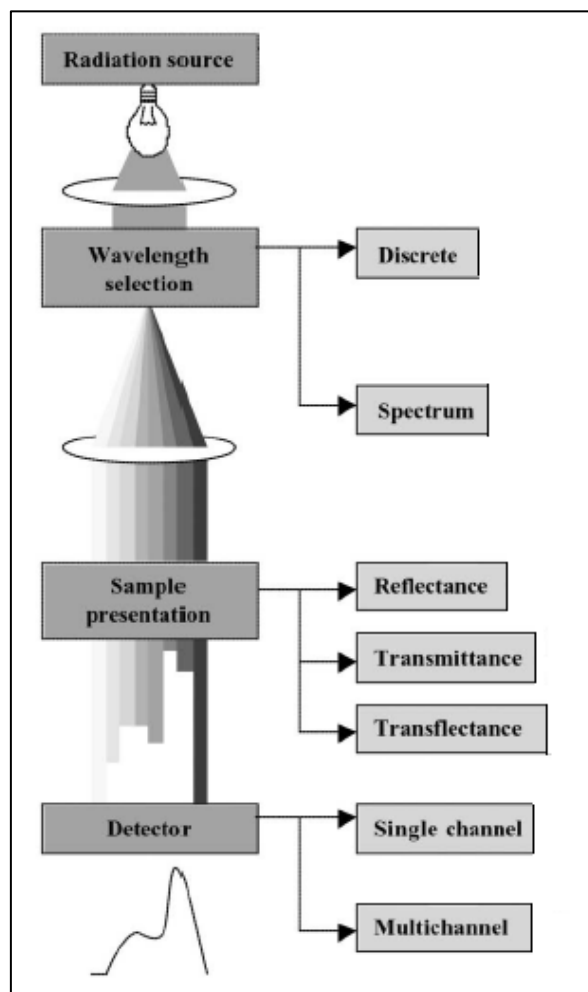 Radiation source
Wavelength
selection
Discrete
Spectrum
Sample
presentation
Reflectance
Transmittance
Transflectance
Detector
Single channel
Multichannel